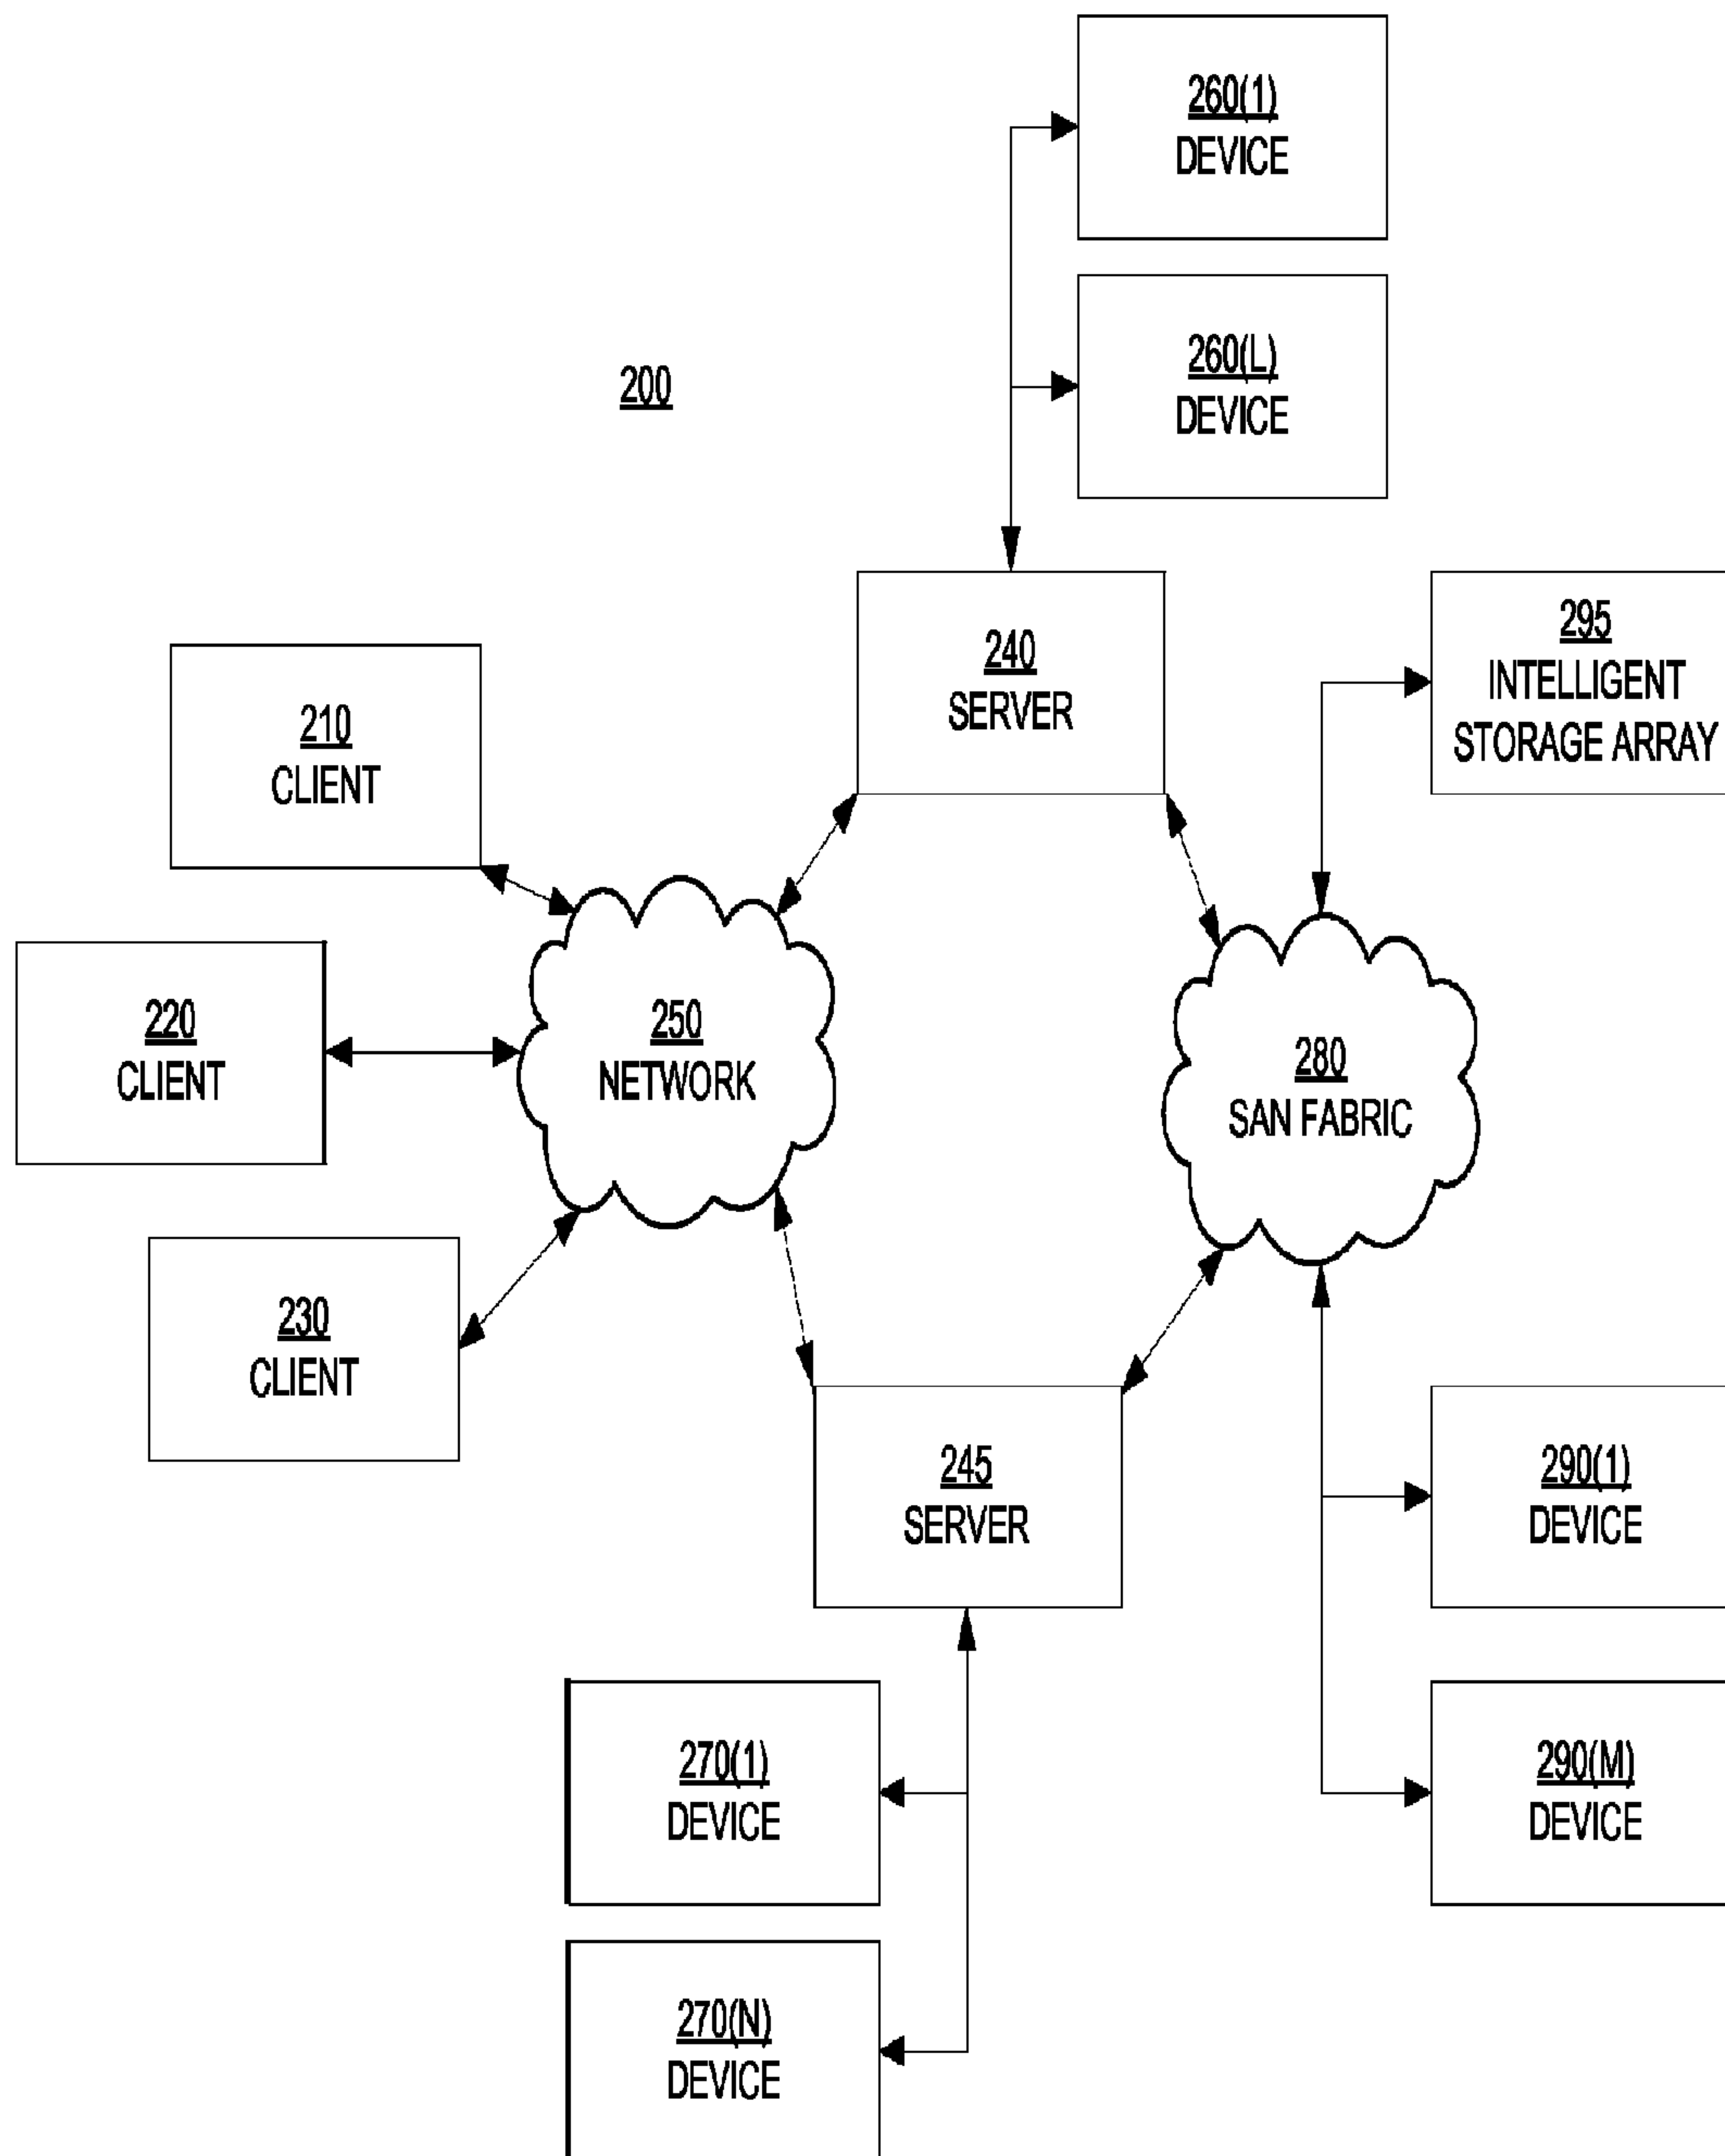 260(1)
DEVICE
260(L)
DEVICE
200
240
SERVER
295
INTELLIGENT
STORAGE ARRAY
210
CLIENT
220
CLIENT
250
NETWORK
280
SAN FABRIC
230
CLIENT
245
SERVER
290(1)
DEVICE
270(1)
DEVICE
290(M)
DEVICE
270(N)
DEVICE